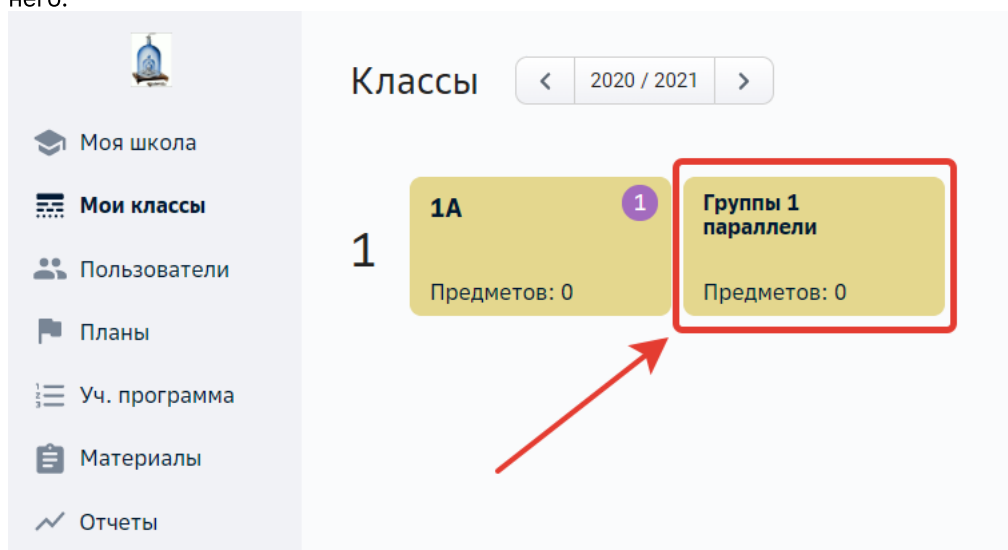 него.
Классы
2020 / 2021
Моя школа
Мои классы
Пользователи
Планы
Уч. программа
Материалы
Отчеты
1
1А
1
Предметов: 0
Группы 1
параллели
Предметов: 0